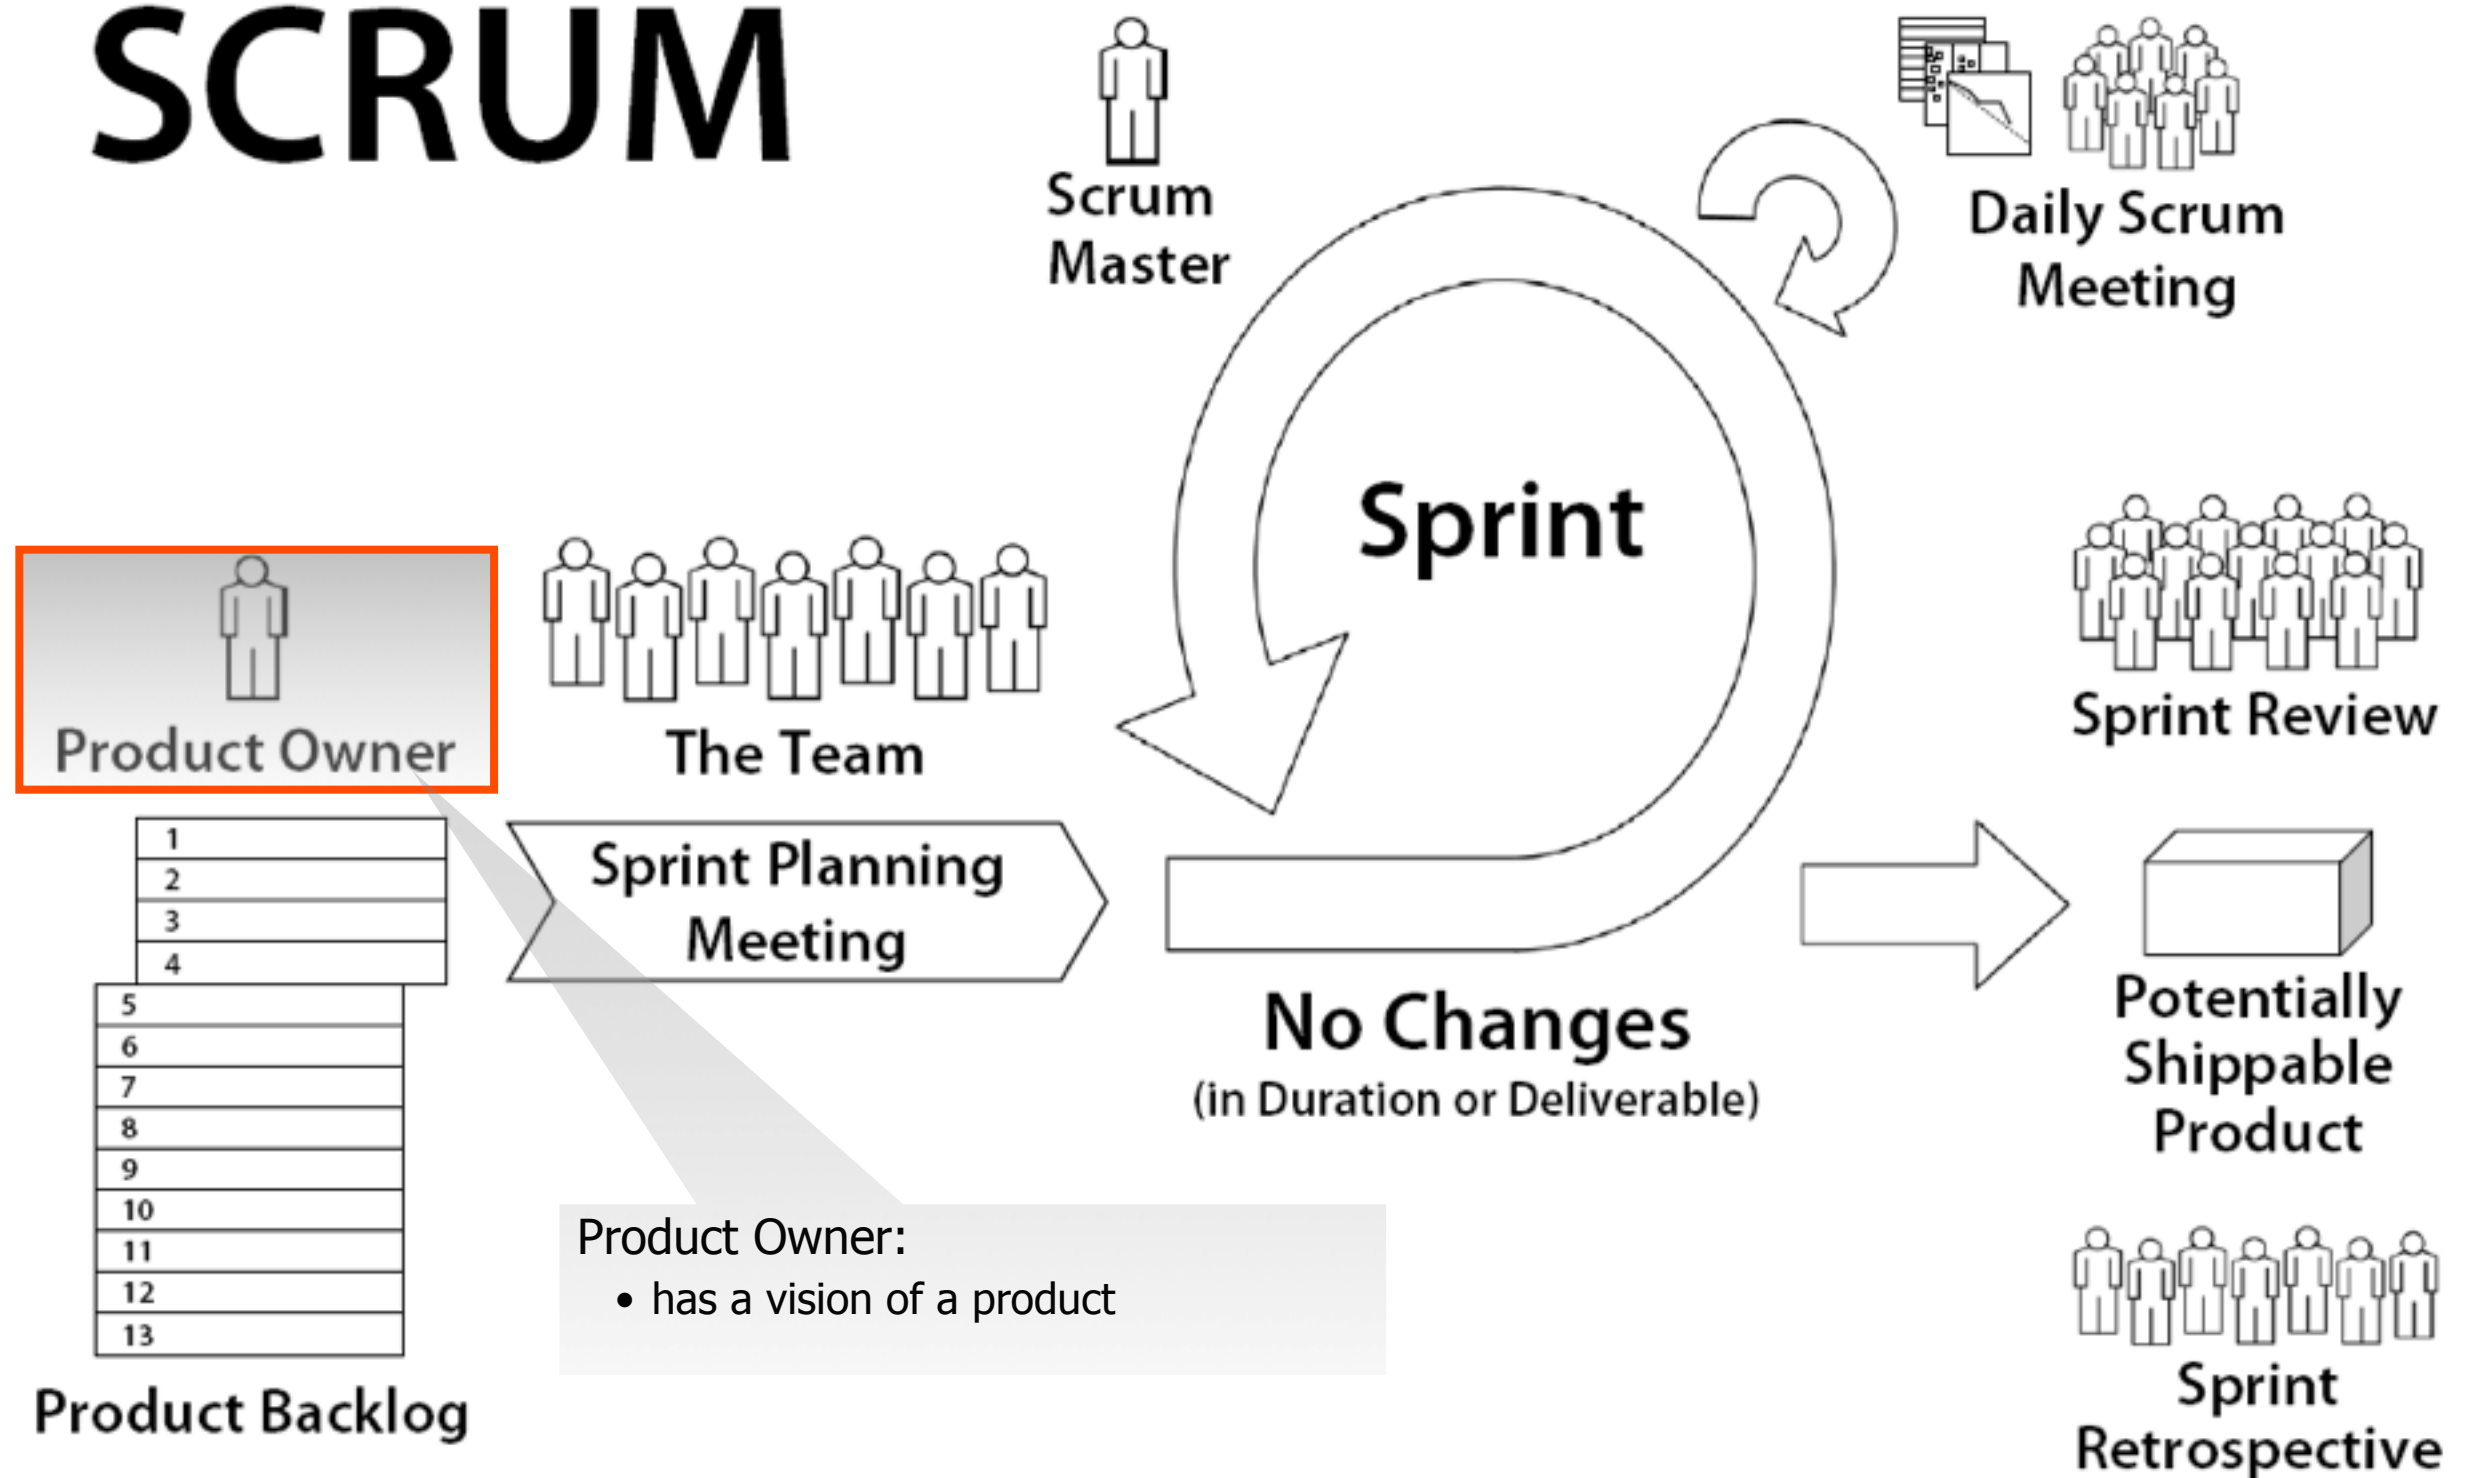 SCRUM
Scrum
Master
Daily Scrum
Meeting
Sprint
Product Owner
The Team
Sprint Review
1
2
3
4
5
6
7
8
9
10
11
12
13
Product Backlog
Sprint Planning
Meeting
No Changes
(in Duration or Deliverable)
Potentially
Shippable
Product
Product Owner:
• has a vision of a product
Sprint
Retrospective